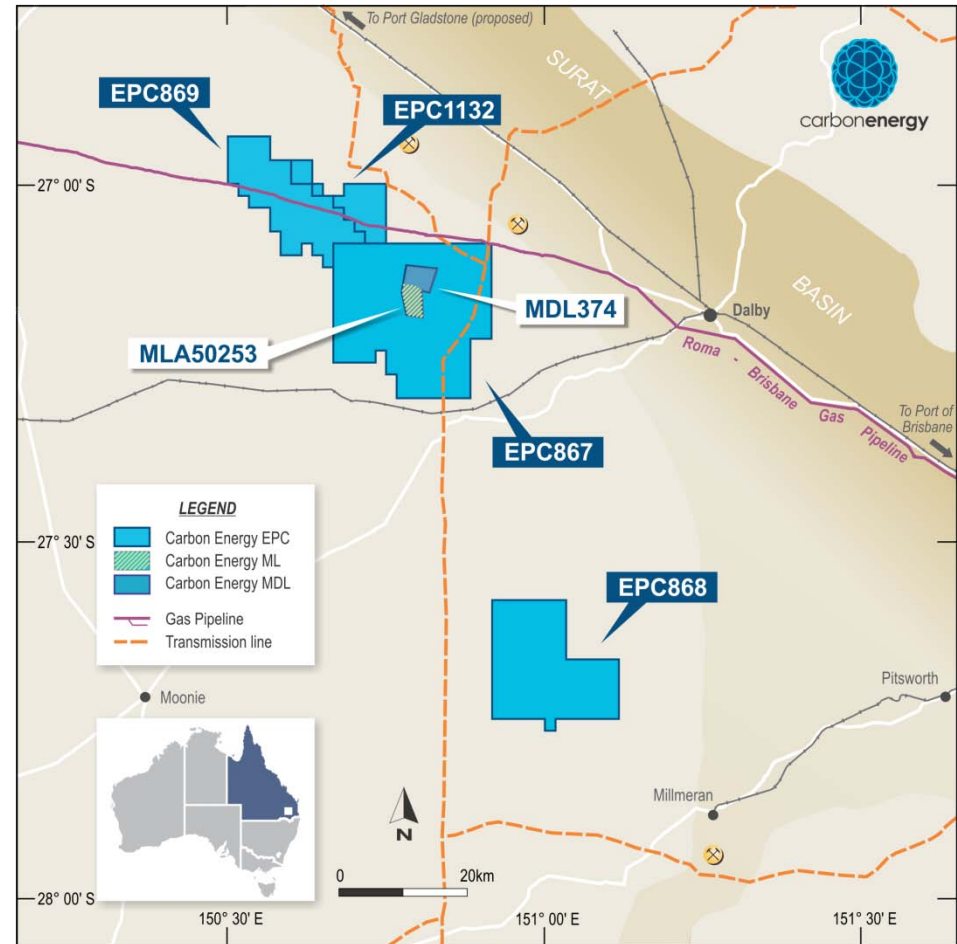 To Port Gladstone (proposed)
SURAT
BASIN
carbonenergy
EPC869
EPC1132
27° 00' S
MDL374
Dalby
MLA50253
Roma - Brisbane Gas Pipeline
To Port of
Brisbane
EPC867
LEGEND
Carbon Energy EPC
Carbon Energy ML
Carbon Energy MDL
Gas Pipeline
Transmission line
27° 30' S
EPC868
Pitsworth
Moonie
Millmeran
N
0 20km
28° 00' S
150° 30' E
151° 00' E
151° 30' E